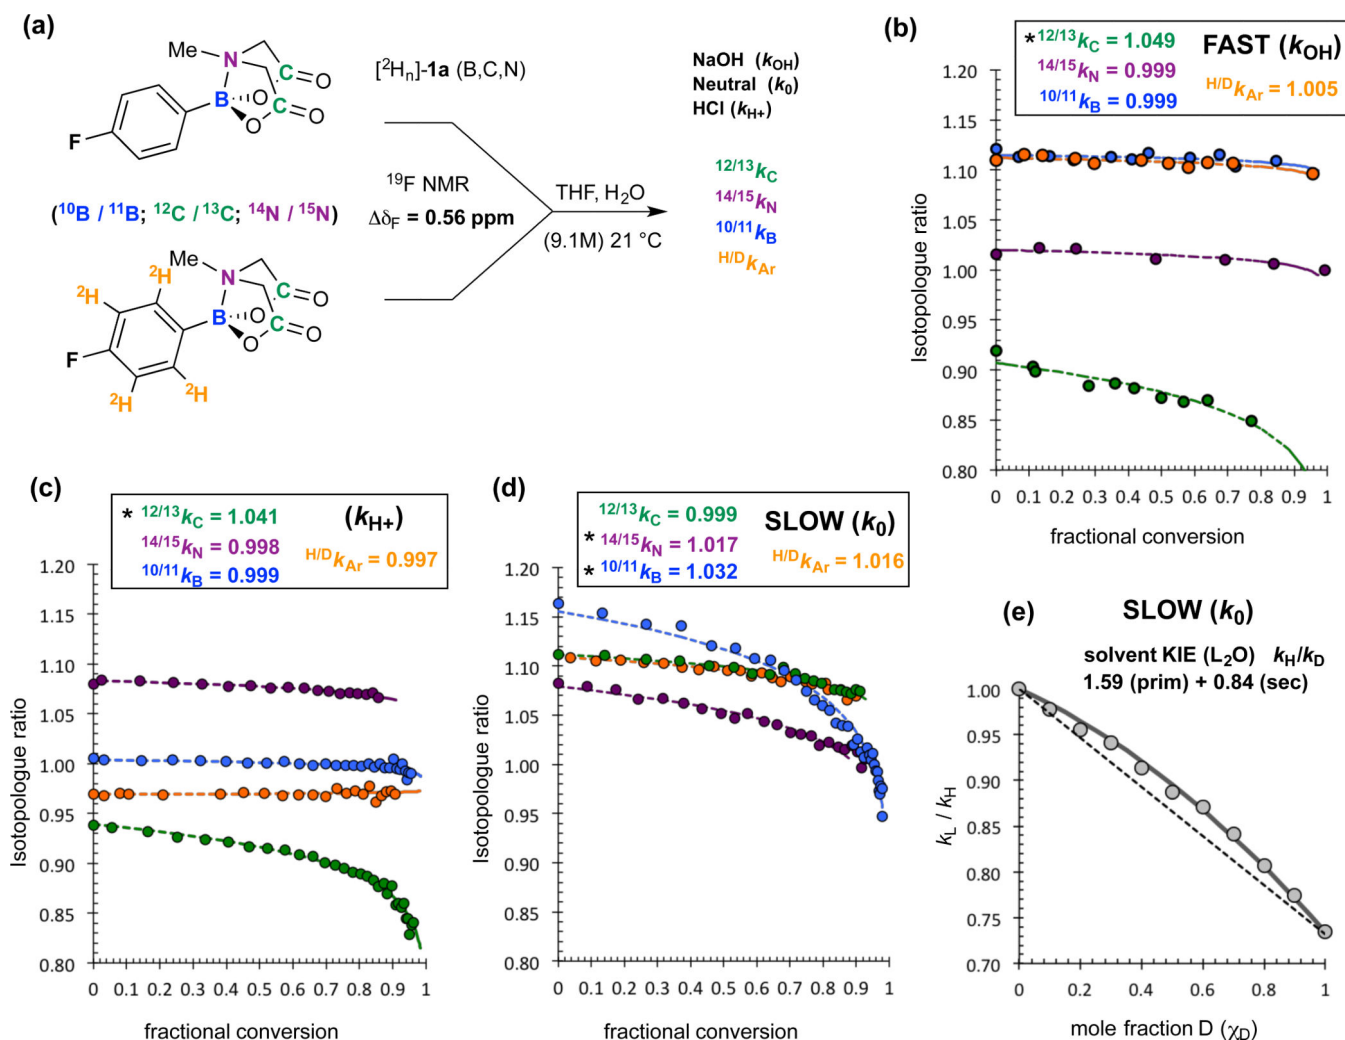 (a)
Me
N
C
O
B
O
C
O
O
F
[²Hₙ]-1a (B,C,N)
NaOH (k_OH)
Neutral (k₀)
HCl (k_H+)
(¹⁰B / ¹¹B; ¹²C / ¹³C; ¹⁴N / ¹⁵N)
¹⁹F NMR
Δδ_F = 0.56 ppm
THF, H₂O
(9.1M) 21 °C
¹²/¹³k_C
¹⁴/¹⁵k_N
¹⁰/¹¹k_B
ᴴ/ᴰk_Ar
Me
N
C
O
²H
²H
B
O
C
O
O
F
²H
²H
(b)
* ¹²/¹³k_C = 1.049
¹⁴/¹⁵k_N = 0.999
¹⁰/¹¹k_B = 0.999
FAST (k_OH)
ᴴ/ᴰk_Ar = 1.005
Isotopologue ratio
1.20
1.15
1.10
1.05
1.00
0.95
0.90
0.85
0.80
0 0.1 0.2 0.3 0.4 0.5 0.6 0.7 0.8 0.9 1
fractional conversion
(c)
* ¹²/¹³k_C = 1.041
¹⁴/¹⁵k_N = 0.998
¹⁰/¹¹k_B = 0.999
(k_H+)
ᴴ/ᴰk_Ar = 0.997
Isotopologue ratio
1.20
1.15
1.10
1.05
1.00
0.95
0.90
0.85
0.80
0 0.1 0.2 0.3 0.4 0.5 0.6 0.7 0.8 0.9 1
fractional conversion
(d)
¹²/¹³k_C = 0.999
* ¹⁴/¹⁵k_N = 1.017
* ¹⁰/¹¹k_B = 1.032
SLOW (k₀)
ᴴ/ᴰk_Ar = 1.016
Isotopologue ratio
1.20
1.15
1.10
1.05
1.00
0.95
0.90
0.85
0.80
0 0.1 0.2 0.3 0.4 0.5 0.6 0.7 0.8 0.9 1
fractional conversion
(e)
SLOW (k₀)
solvent KIE (L₂O) k_H/k_D
1.59 (prim) + 0.84 (sec)
k_L / k_H
1.00
0.95
0.90
0.85
0.80
0.75
0.70
0 0.2 0.4 0.6 0.8 1
mole fraction D (χ_D)